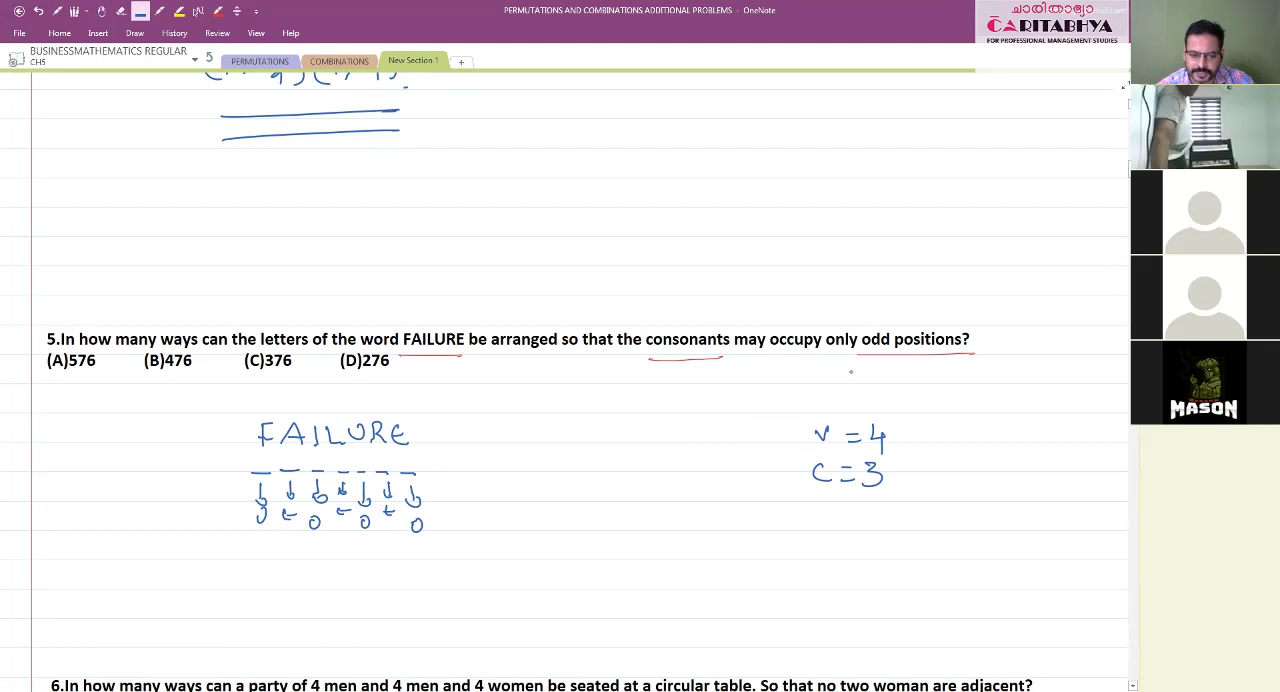 PERMUTATIONS AND COMBINATIONS ADDITIONAL PROBLEMS - OneNote
ചാരിതാഭ്യാ
CARITABHYA
FOR PROFESSIONAL MANAGEMENT STUDIES
File Home Insert Draw History Review View Help
BUSINESSMATHEMATICS REGULAR
CH5
PERMUTATIONS COMBINATIONS New Section 1 +
5.In how many ways can the letters of the word FAILURE be arranged so that the consonants may occupy only odd positions?
(A)576 (B)476 (C)376 (D)276
FAILURE
V = 4
C = 3
O E O E O E O
MASON
6.In how many ways can a party of 4 men and 4 men and 4 women be seated at a circular table. So that no two woman are adjacent?